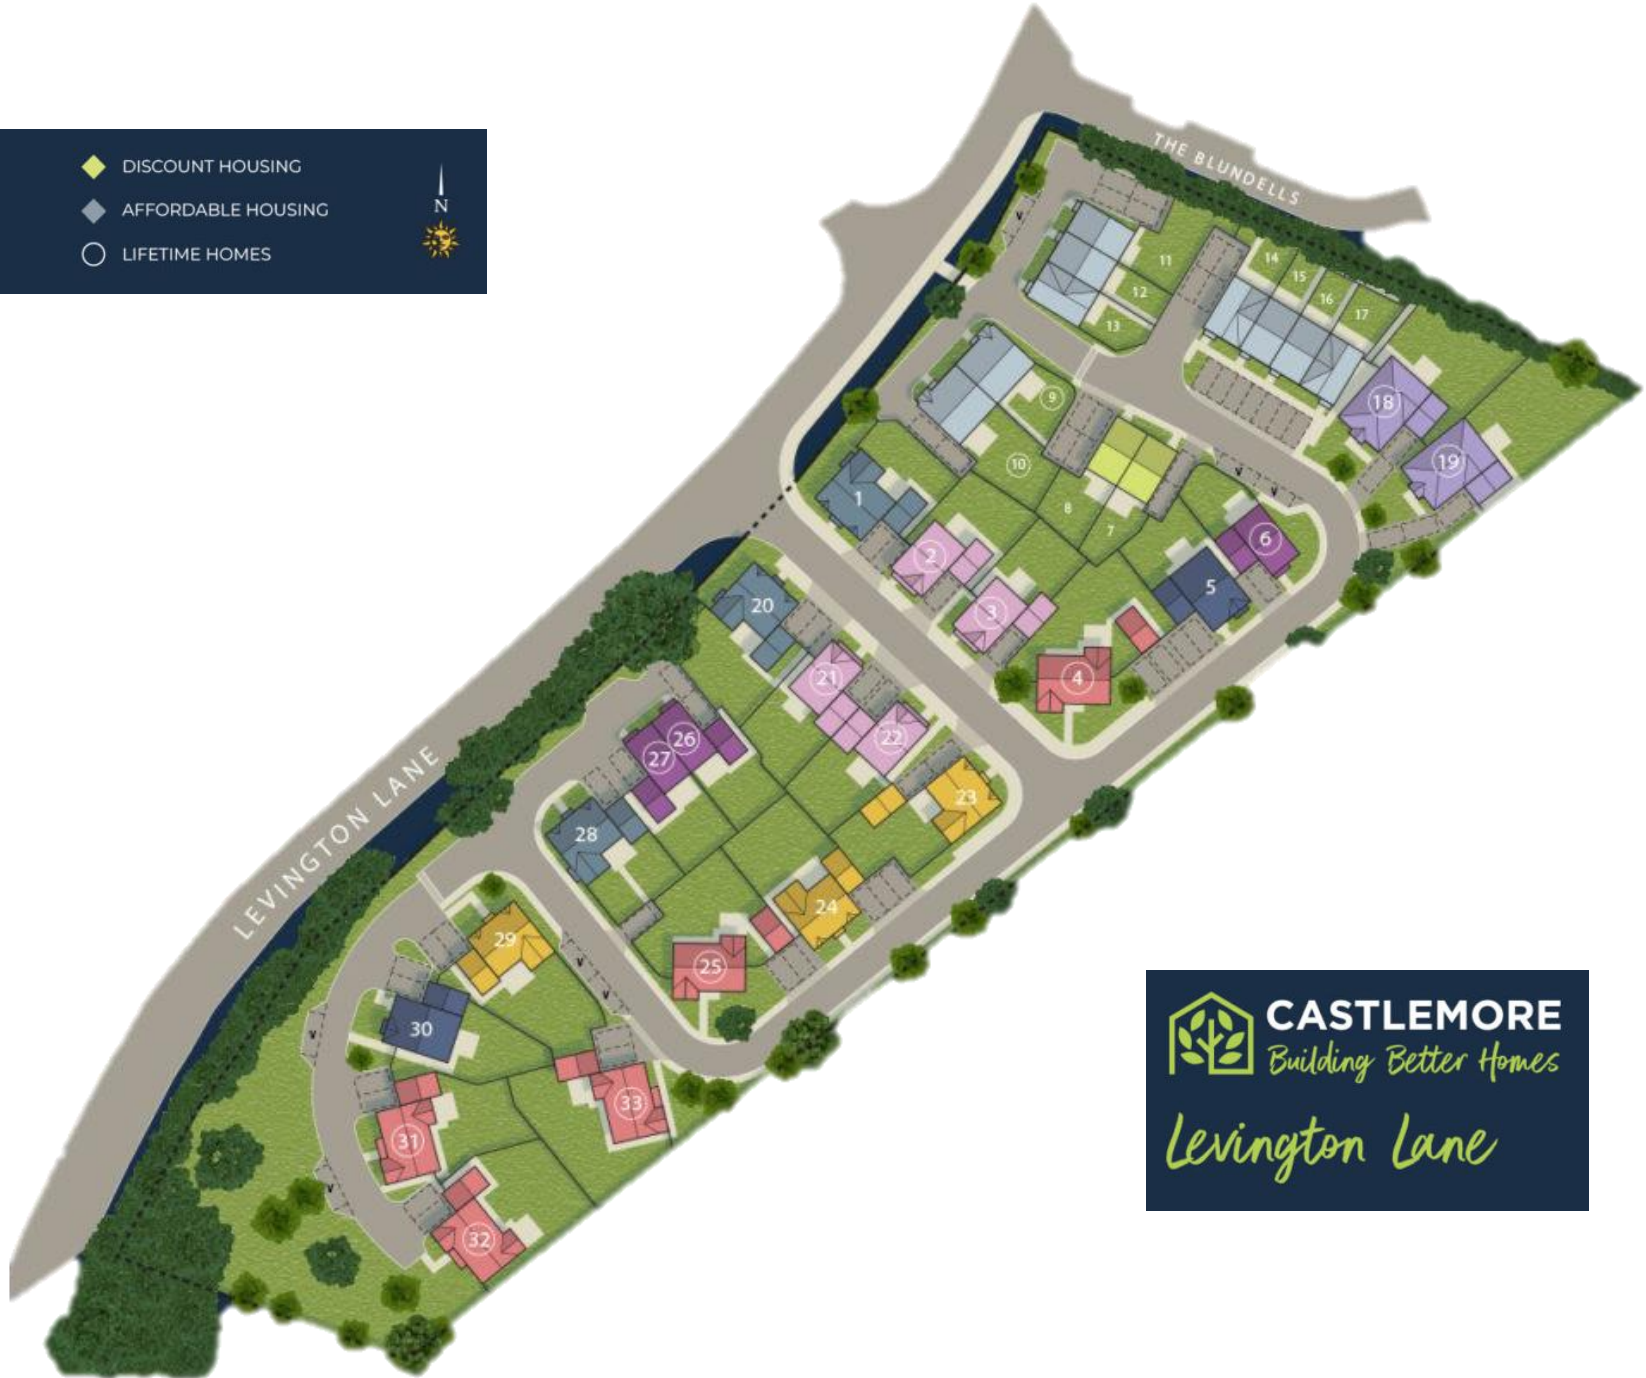 THE BLUNDELLS
DISCOUNT HOUSING
AFFORDABLE HOUSING
LIFETIME HOMES
N
V
11
12
13
14
15
16
17
18
19
9
10
8
7
V
V
1
2
3
4
5
6
20
21
22
23
24
25
26
27
28
LEVINGTON LANE
29
30
31
32
33
V
V
V
V
CASTLEMORE
Building Better Homes
Levington Lane